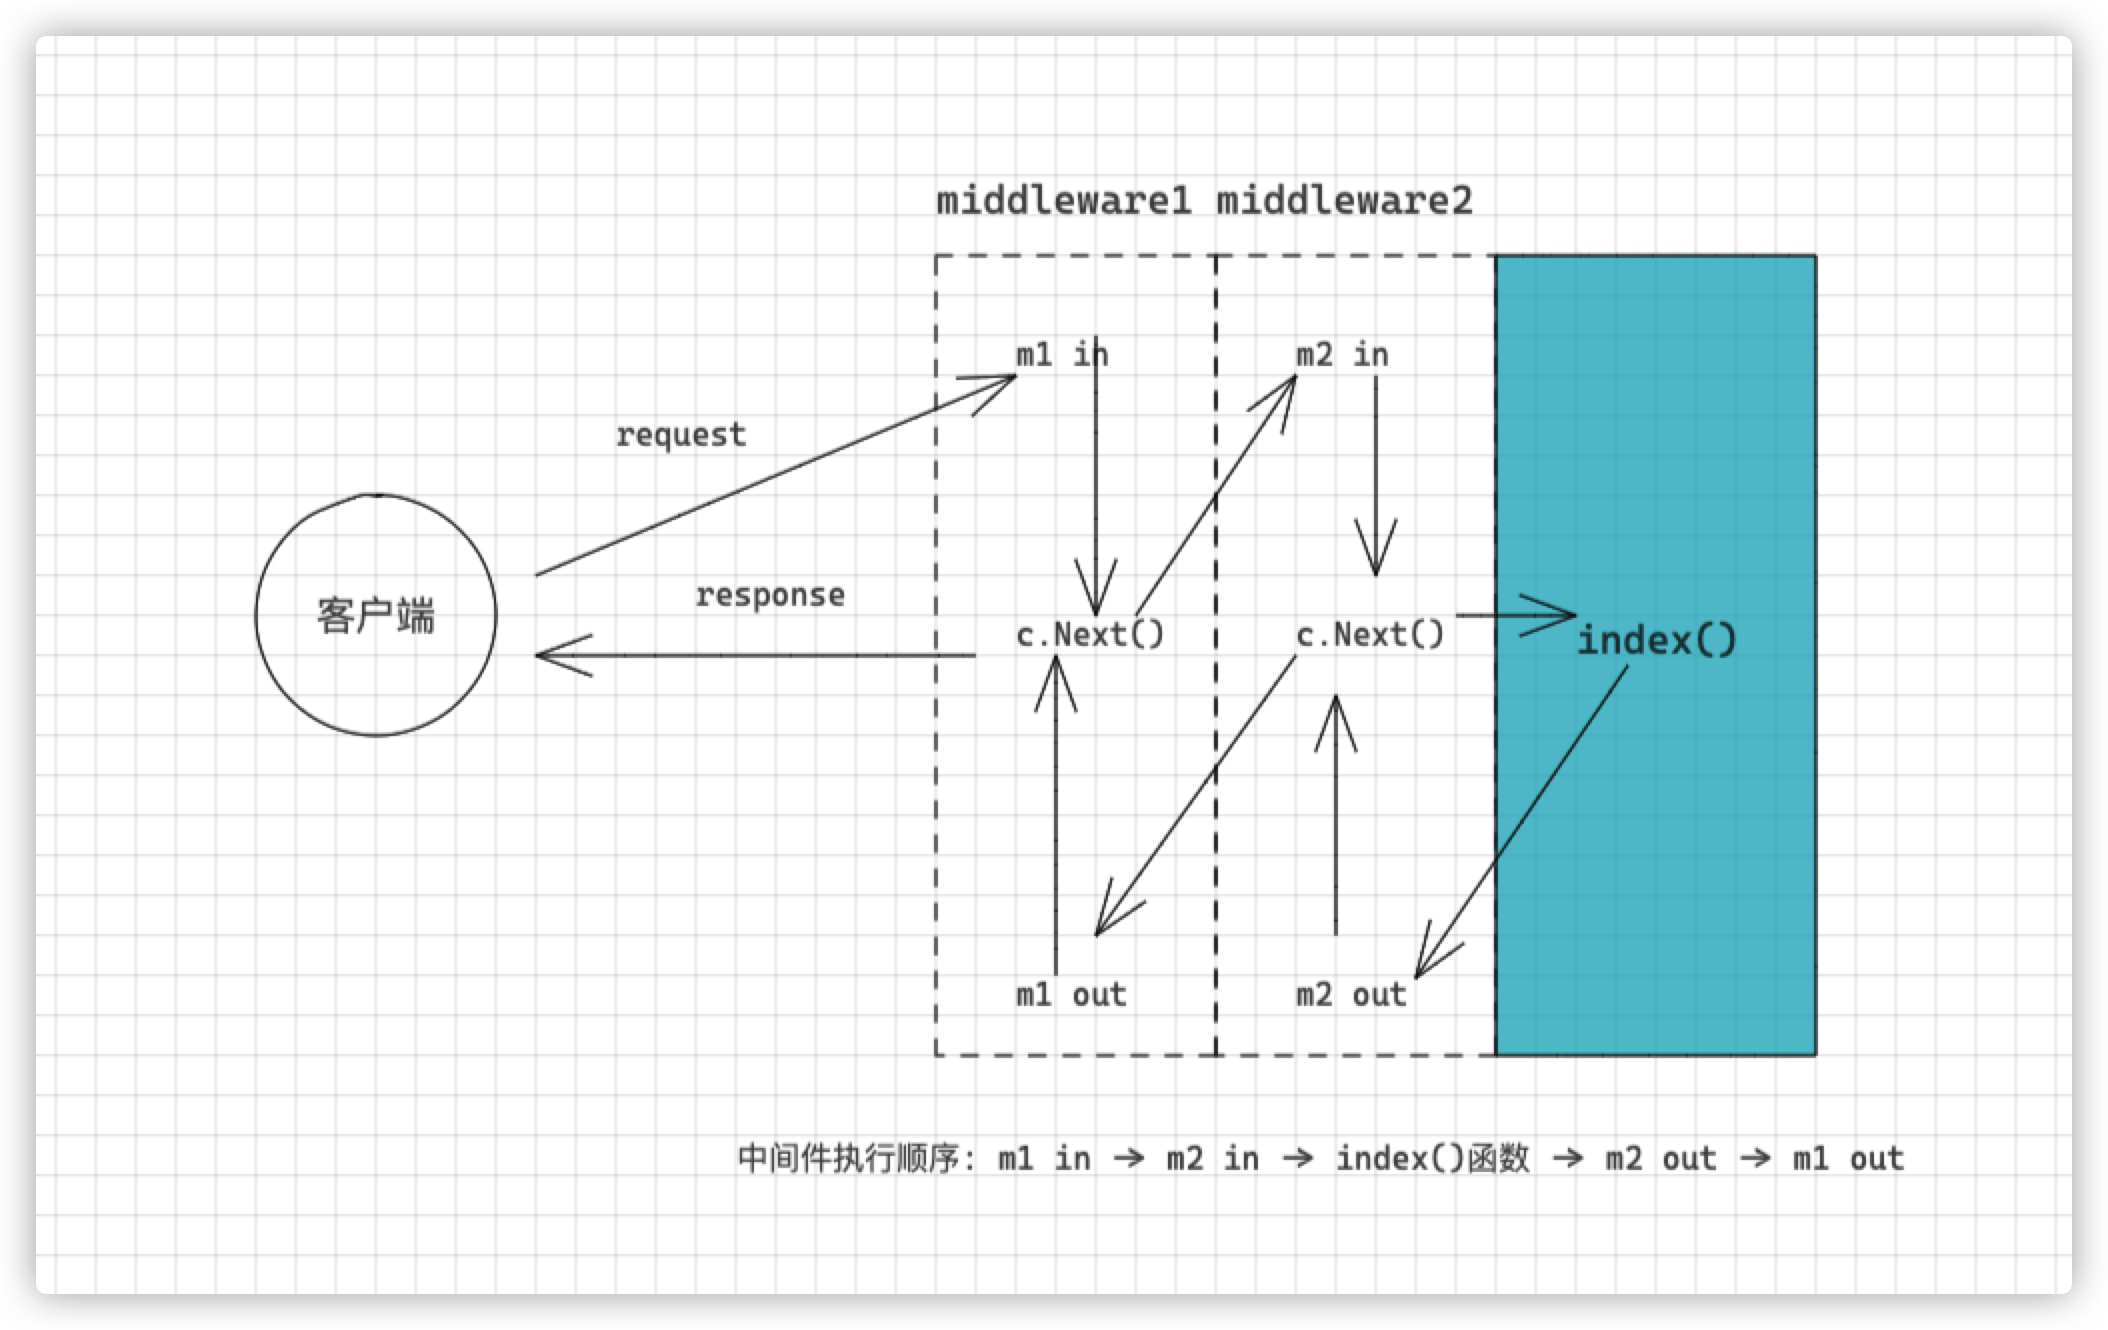 middleware1 middleware2
m1 in
m2 in
request
response
客户端
c.Next()
c.Next()
index()
m1 out
m2 out
中间件执行顺序: m1 in → m2 in → index()函数 → m2 out → m1 out